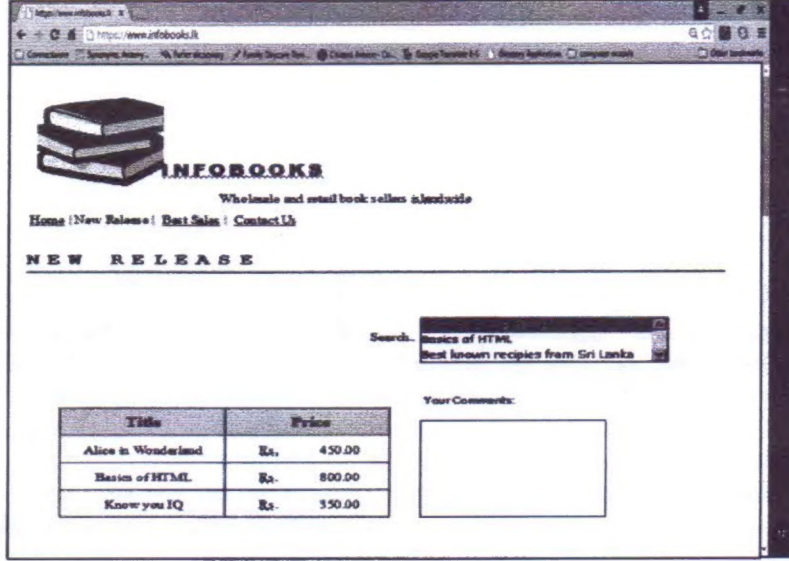 https://www.infobooks.lk
INFOBOOKS
Wholesale and retail book sellers islandwide
Home | New Release | Best Sales | Contact Us
NEW RELEASE
Search..
Basics of HTML
Best known recipies from Sri Lanka
Your Comments:
Title Price
Alice in Wonderland Rs. 450.00
Basics of HTML Rs. 800.00
Know you IQ Rs. 350.00